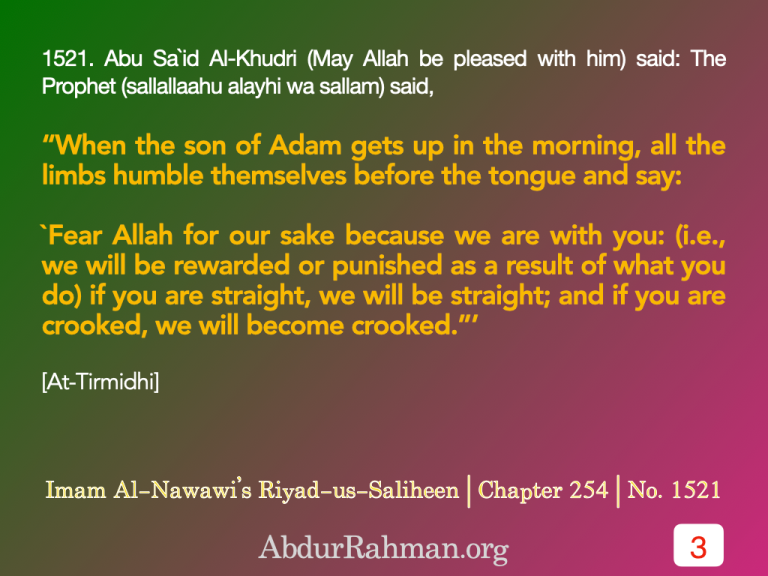 1521. Abu Sa`id Al-Khudri (May Allah be pleased with him) said: The
Prophet (sallallaahu alayhi wa sallam) said,
“When the son of Adam gets up in the morning, all the
limbs humble themselves before the tongue and say:
`Fear Allah for our sake because we are with you: (i.e.,
we will be rewarded or punished as a result of what you
do) if you are straight, we will be straight; and if you are
crooked, we will become crooked.”’
[At-Tirmidhi]
Imam Al-Nawawi’s Riyad-us-Saliheen | Chapter 254 | No. 1521
AbdurRahman.org
3